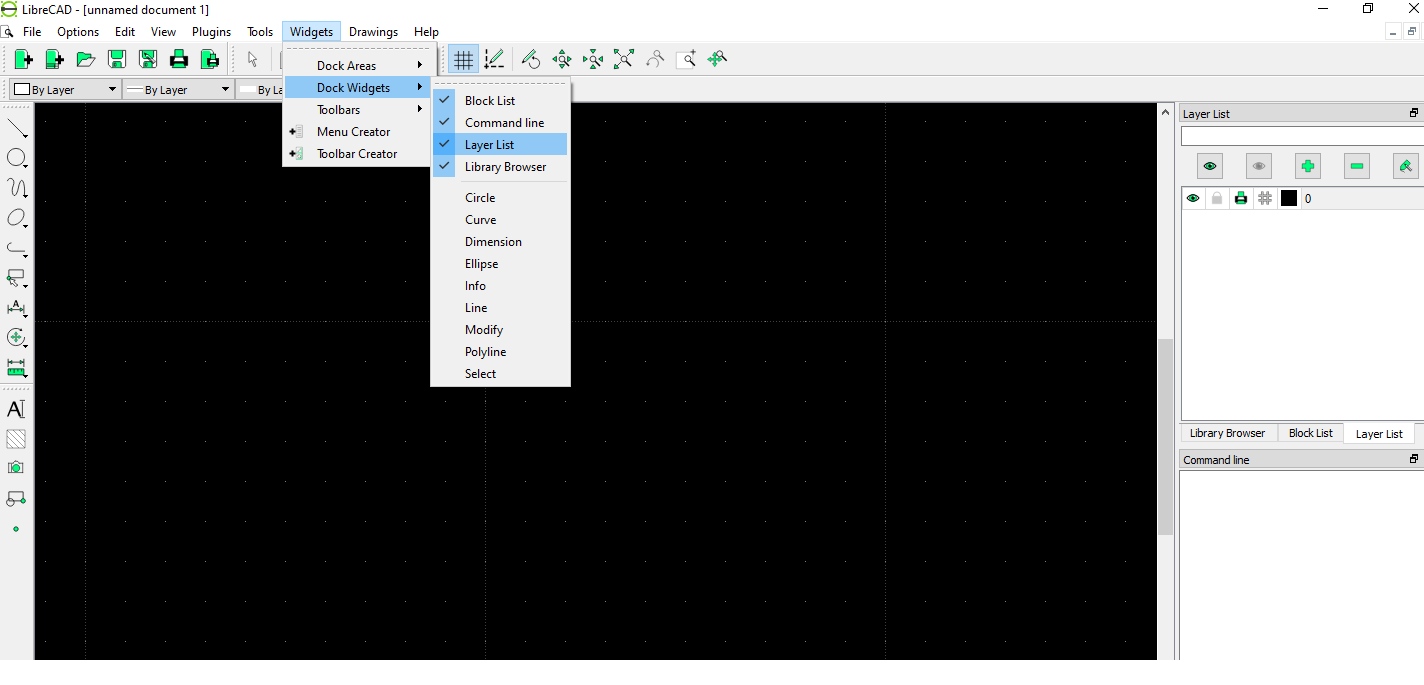 LibreCAD - [unnamed document 1]
File Options Edit View Plugins Tools Widgets Drawings Help
By Layer By Layer By La
Dock Areas
Dock Widgets
Toolbars
Menu Creator
Toolbar Creator
Block List
Command line
Layer List
Library Browser
Circle
Curve
Dimension
Ellipse
Info
Line
Modify
Polyline
Select
A
A
Layer List
0
Library Browser Block List Layer List
Command line